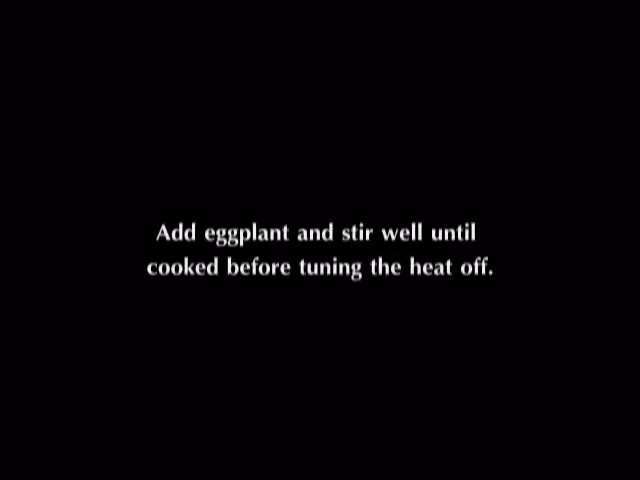 Add eggplant and stir well until
cooked before tuning the heat off.